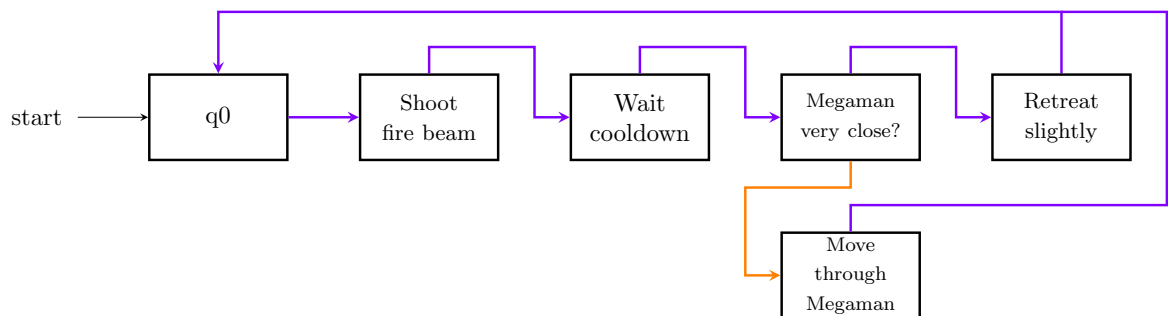 start
q0
Shoot
fire beam
Wait
cooldown
Megaman
very close?
Retreat
slightly
Move
through
Megaman